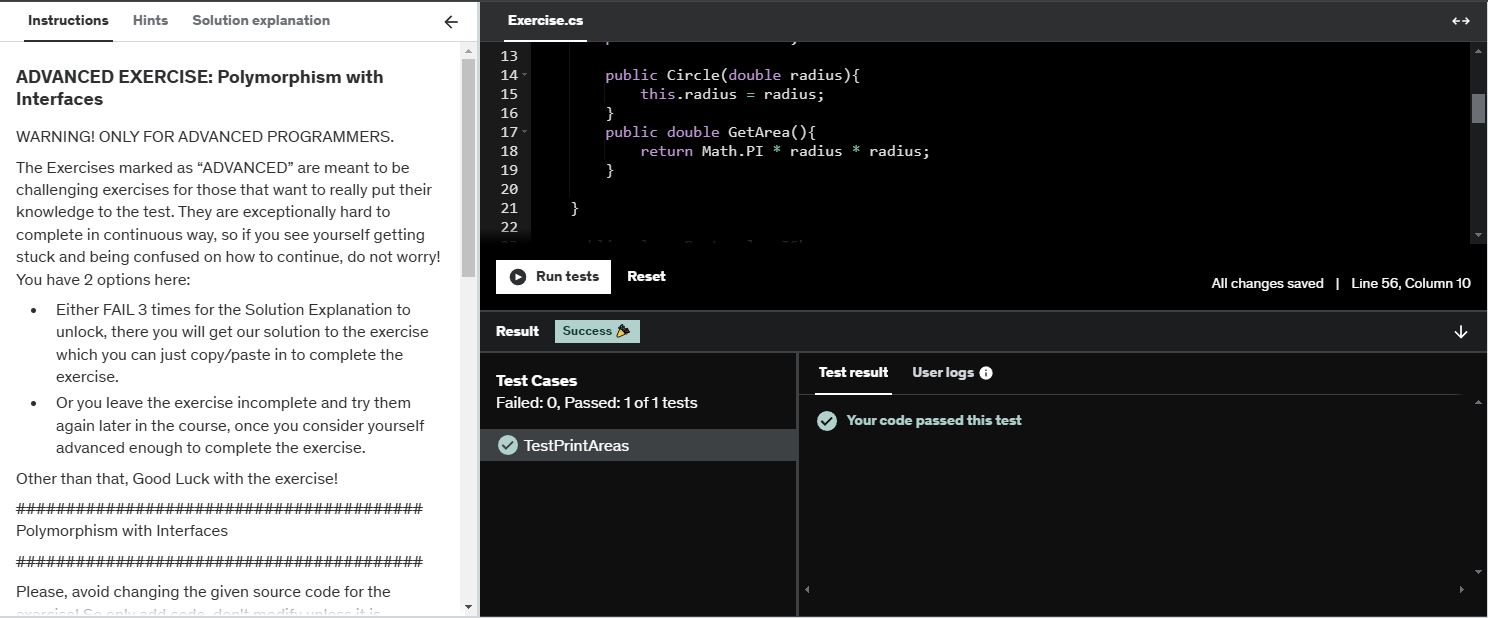 Instructions
Hints
Solution explanation
ADVANCED EXERCISE: Polymorphism with
Interfaces
WARNING! ONLY FOR ADVANCED PROGRAMMERS.
The Exercises marked as “ADVANCED” are meant to be
challenging exercises for those that want to really put their
knowledge to the test. They are exceptionally hard to
complete in continuous way, so if you see yourself getting
stuck and being confused on how to continue, do not worry!
You have 2 options here:
• Either FAIL 3 times for the Solution Explanation to
unlock, there you will get our solution to the exercise
which you can just copy/paste in to complete the
exercise.
• Or you leave the exercise incomplete and try them
again later in the course, once you consider yourself
advanced enough to complete the exercise.
Other than that, Good Luck with the exercise!
########################################
Polymorphism with Interfaces
########################################
Please, avoid changing the given source code for the
exercise! So only add code, don't modify unless it is
Exercise.cs
13
14 public Circle(double radius){
15 this.radius = radius;
16 }
17 public double GetArea(){
18 return Math.PI * radius * radius;
19 }
20
21 }
22
Run tests
Reset
All changes saved | Line 56, Column 10
Result
Success
Test Cases
Failed: 0, Passed: 1 of 1 tests
TestPrintAreas
Test result
User logs
Your code passed this test